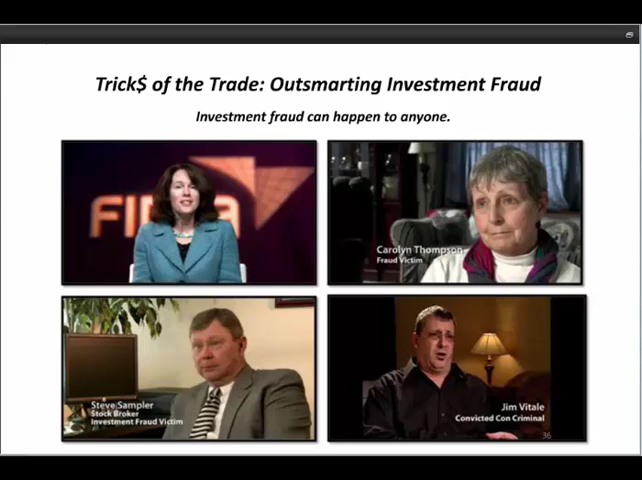 Trick$ of the Trade: Outsmarting Investment Fraud
Investment fraud can happen to anyone.
Carolyn Thompson
Fraud Victim
Steve Sampler
Stock Broker
Investment Fraud Victim
Jim Vitale
Convicted Con Criminal
36